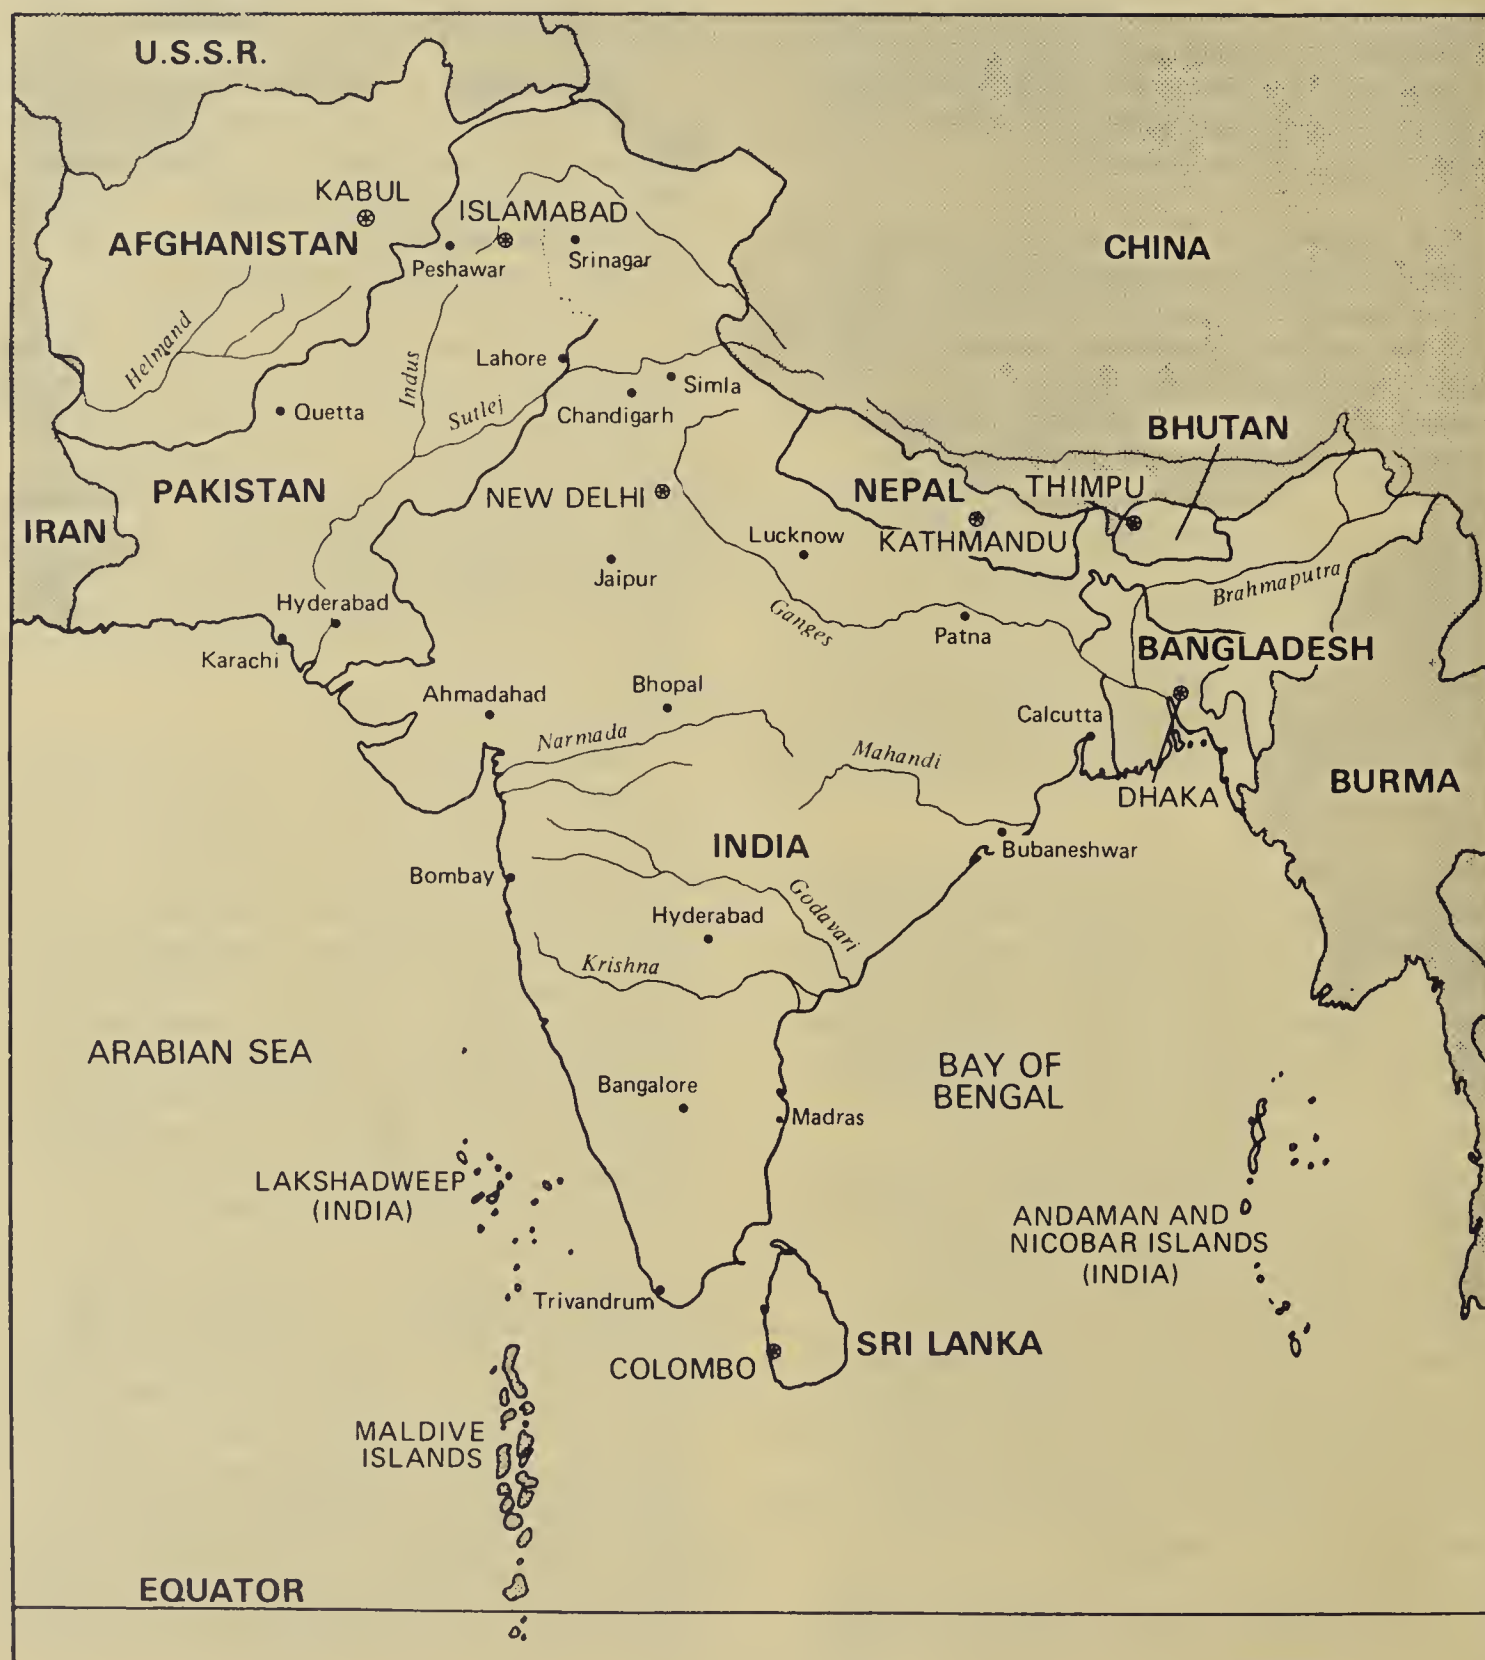 U.S.S.R.
KABUL
ISLAMABAD
AFGHANISTAN
CHINA
Peshawar
Srinagar
Helmand
Indus
Lahore
Simla
Sutlej
Quetta
Chandigarh
BHUTAN
PAKISTAN
NEW DELHI
NEPAL
THIMPU
IRAN
Lucknow
KATHMANDU
Jaipur
Brahmaputra
Hyderabad
Ganges
Patna
BANGLADESH
Karachi
Ahmadahad
Bhopal
Calcutta
Narmada
Mahandi
BURMA
DHAKA
INDIA
Bubaneshwar
Bombay
Godavari
Hyderabad
Krishna
ARABIAN SEA
BAY OF
BENGAL
Bangalore
Madras
LAKSHADWEEP
(INDIA)
ANDAMAN AND
NICOBAR ISLANDS
(INDIA)
Trivandrum
SRI LANKA
COLOMBO
MALDIVE
ISLANDS
EQUATOR